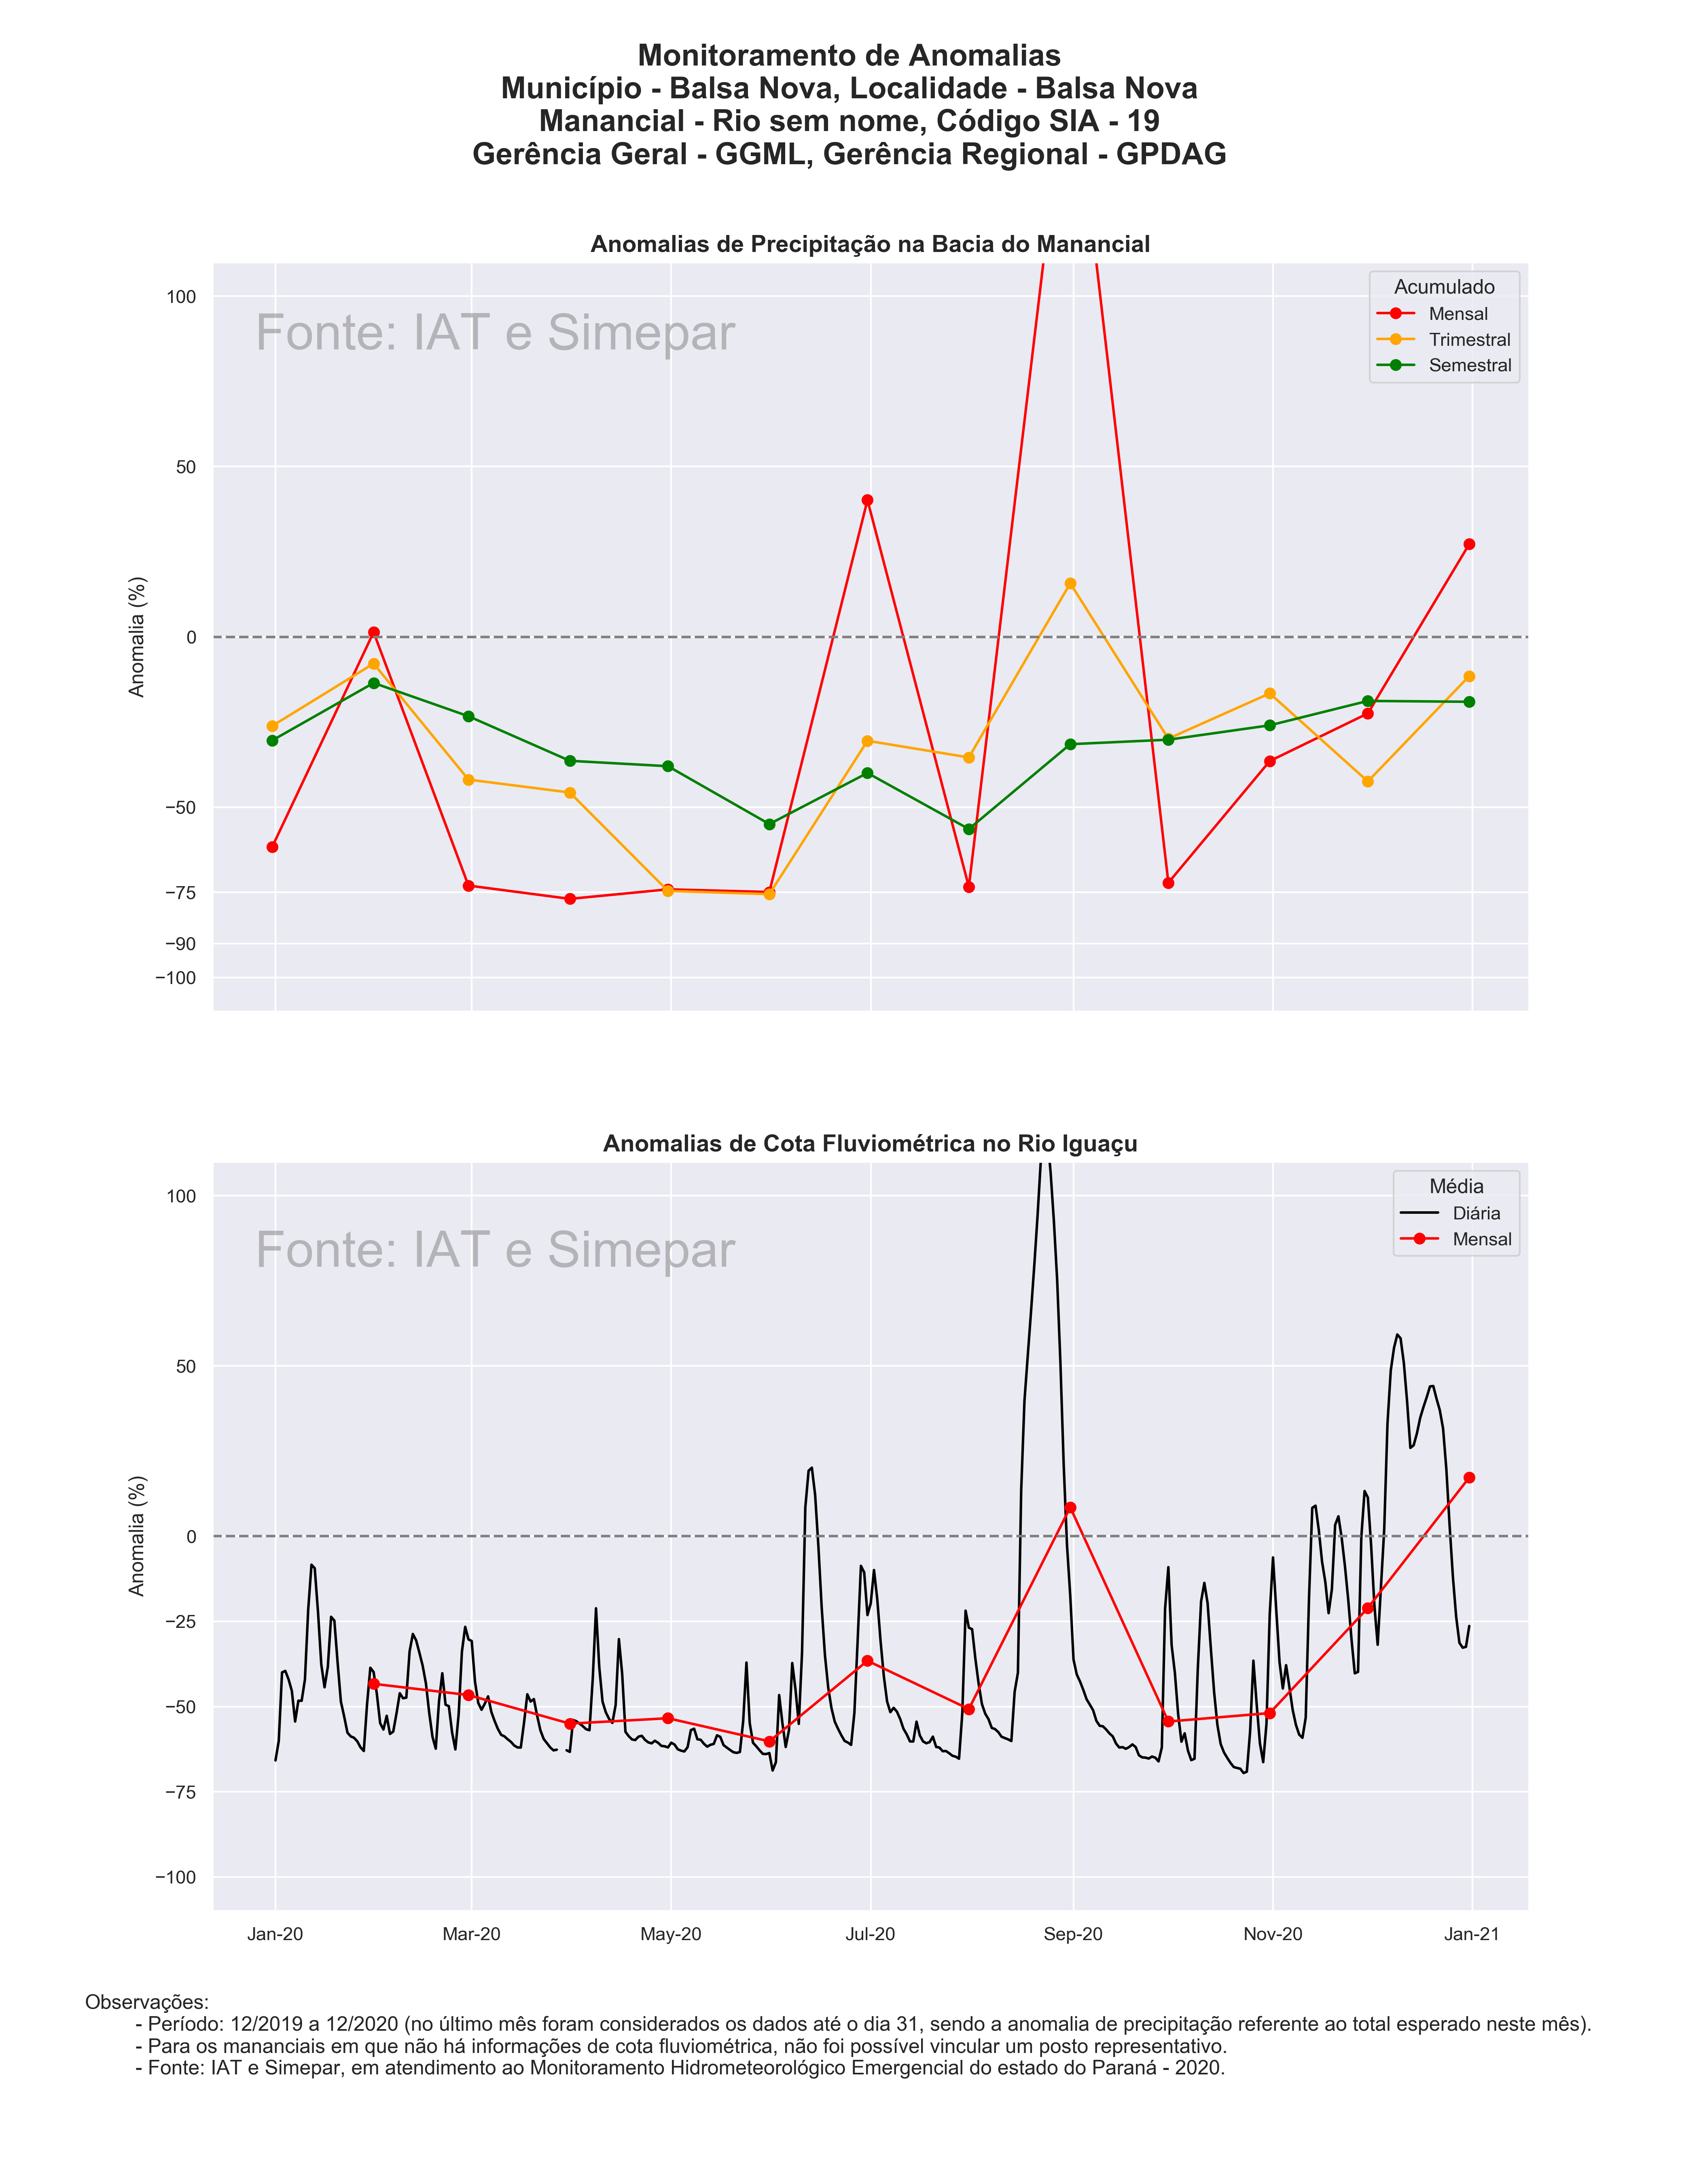 Monitoramento de Anomalias
Município - Balsa Nova, Localidade - Balsa Nova
Manancial - Rio sem nome, Código SIA - 19
Gerência Geral - GGML, Gerência Regional - GPDAG
Anomalias de Precipitação na Bacia do Manancial
Fonte: IAT e Simepar
Acumulado
Mensal
Trimestral
Semestral
Anomalia (%)
100
50
0
−50
−75
−90
−100
Anomalias de Cota Fluviométrica no Rio Iguaçu
Fonte: IAT e Simepar
Média
Diária
Mensal
Anomalia (%)
100
50
0
−25
−50
−75
−100
Jan-20 Mar-20 May-20 Jul-20 Sep-20 Nov-20 Jan-21
Observações:
- Período: 12/2019 a 12/2020 (no último mês foram considerados os dados até o dia 31, sendo a anomalia de precipitação referente ao total esperado neste mês).
- Para os mananciais em que não há informações de cota fluviométrica, não foi possível vincular um posto representativo.
- Fonte: IAT e Simepar, em atendimento ao Monitoramento Hidrometeorológico Emergencial do estado do Paraná - 2020.